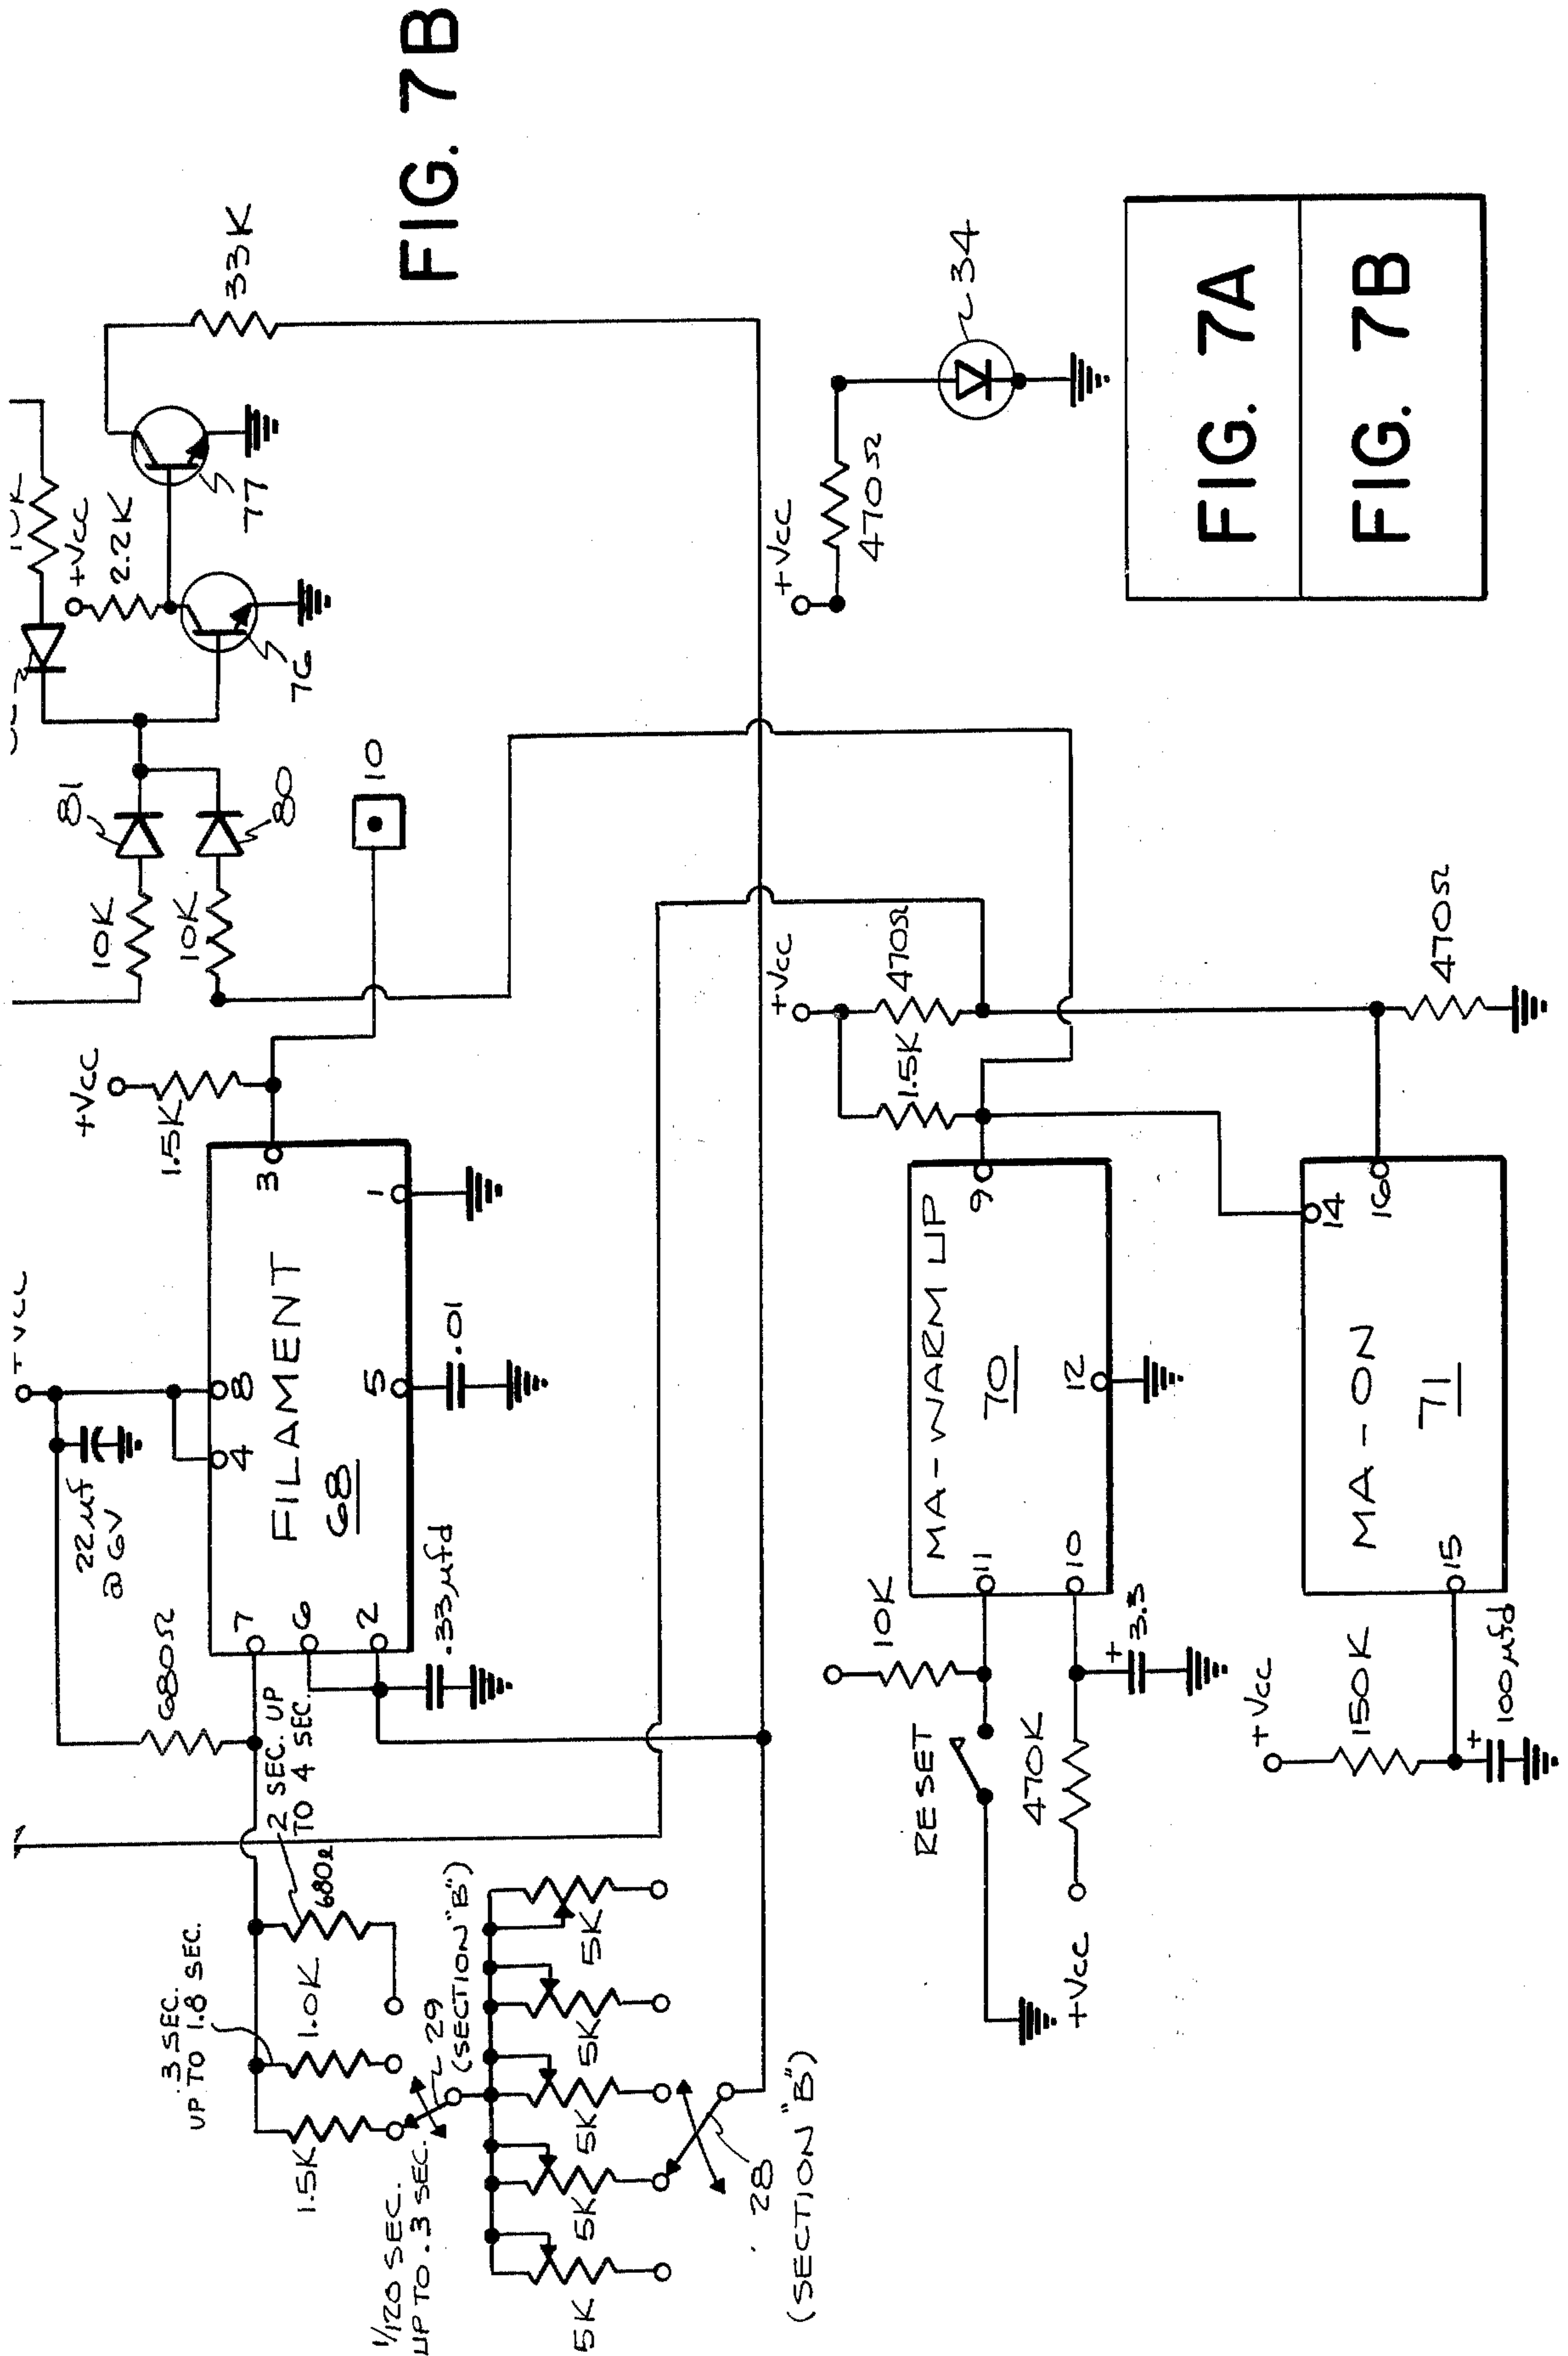 FIG. 7B
33K
+VCC
2.2K
77
76
81
80
10K
10K
10
+VCC
1.5K
3
1
+VCC
22µf
@ 6V
8
4
FILAMENT
68
5
.01
680Ω
7
6
2
.33µfd
2 SEC. UP
TO 4 SEC.
680Ω
.3 SEC.
UP TO 1.8 SEC.
1.0K
1.5K
29
(SECTION "B")
1/120 SEC.
UP TO .3 SEC.
5K
5K
5K
5K
5K
28
(SECTION "B")
+VCC
470Ω
34
+VCC
470Ω
1.5K
9
MA-WARM UP
70
11
10
12
10K
RESET
470K
+VCC
3.3
14
16
470Ω
MA-ON
71
15
+VCC
150K
100µfd
+
+
FIG. 7A
FIG. 7B